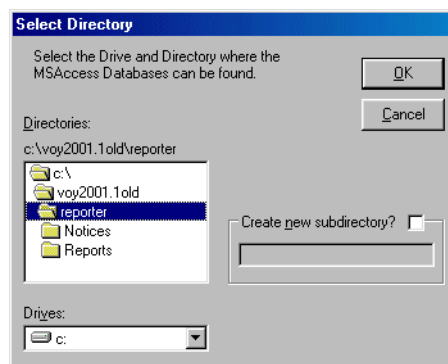 Select Directory
Select the Drive and Directory where the
MSAccess Databases can be found.
OK
Cancel
Directories:
c:\voy2001.1old\reporter
c:\
voy2001.1old
reporter
Notices
Reports
Create new subdirectory?
Drives:
c: